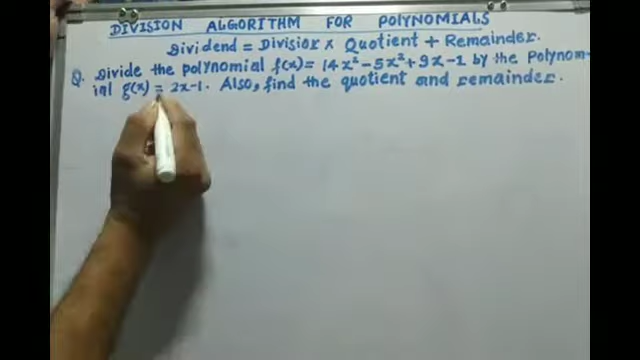 DIVISION ALGORITHM FOR POLYNOMIALS
Dividend = Divisior × Quotient + Remainder.
Q. Divide the polynomial f(x) = 14x² - 5x² + 9x - 1 by the Polynom-
ial g(x) = 2x-1. Also, find the quotient and remainder.